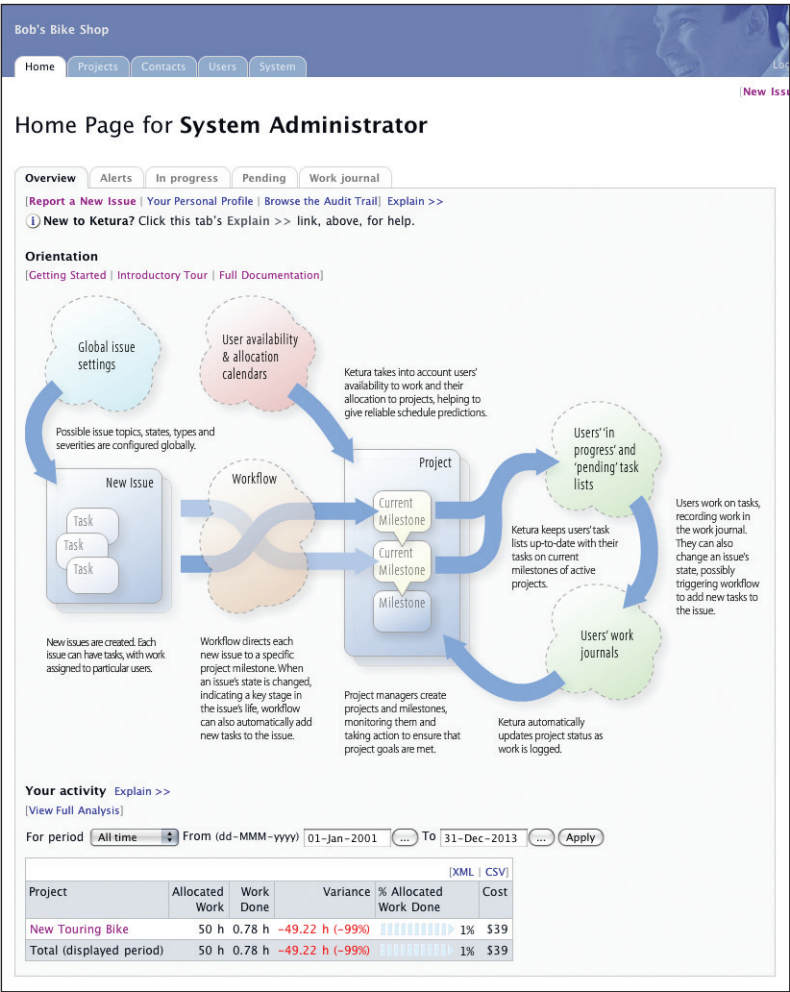 Bob's Bike Shop
Home Projects Contacts Users System
[New Issu
Home Page for System Administrator
Overview Alerts In progress Pending Work journal
[Report a New Issue | Your Personal Profile | Browse the Audit Trail] Explain >>
New to Ketura? Click this tab's Explain >> link, above, for help.
Orientation
[Getting Started | Introductory Tour | Full Documentation]
Global issue
settings
User availability
& allocation
calendars
Ketura takes into account users'
availability to work and their
allocation to projects, helping to
give reliable schedule predictions.
Possible issue topics, states, types and
severities are configured globally.
New Issue
Task
Task
Task
Workflow
Project
Current
Milestone
Current
Milestone
Milestone
Users' 'in
progress' and
'pending' task
lists
Ketura keeps users' task
lists up-to-date with their
tasks on current
milestones of active
projects.
Users work on tasks,
recording work in
the work journal.
They can also
change an issue's
state, possibly
triggering workflow
to add new tasks to
the issue.
Users' work
journals
New issues are created. Each
issue can have tasks, with work
assigned to particular users.
Workflow directs each
new issue to a specific
project milestone. When
an issue's state is changed,
indicating a key stage in
the issue's life, workflow
can also automatically add
new tasks to the issue.
Project managers create
projects and milestones,
monitoring them and
taking action to ensure that
project goals are met.
Ketura automatically
updates project status as
work is logged.
Your activity Explain >>
[View Full Analysis]
For period All time From (dd-MMM-yyyy) 01-Jan-2001 ... To 31-Dec-2013 ... Apply
[XML | CSV]
Project Allocated Work Work Done Variance % Allocated Work Done Cost
New Touring Bike 50 h 0.78 h -49.22 h (-99%) 1% $39
Total (displayed period) 50 h 0.78 h -49.22 h (-99%) 1% $39